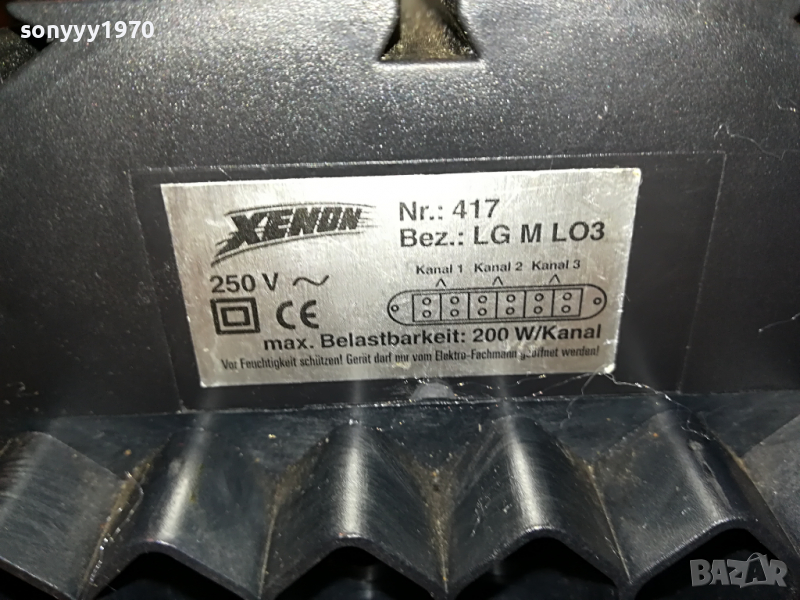 sonyyy1970
XENON
Nr.: 417
Bez.: LG M LO3
250 V ~
Kanal 1 Kanal 2 Kanal 3
CE
max. Belastbarkeit: 200 W/Kanal
Vor Feuchtigkeit schützen! Gerät darf nur vom Elektro-Fachmann geöffnet werden!
BAZAR